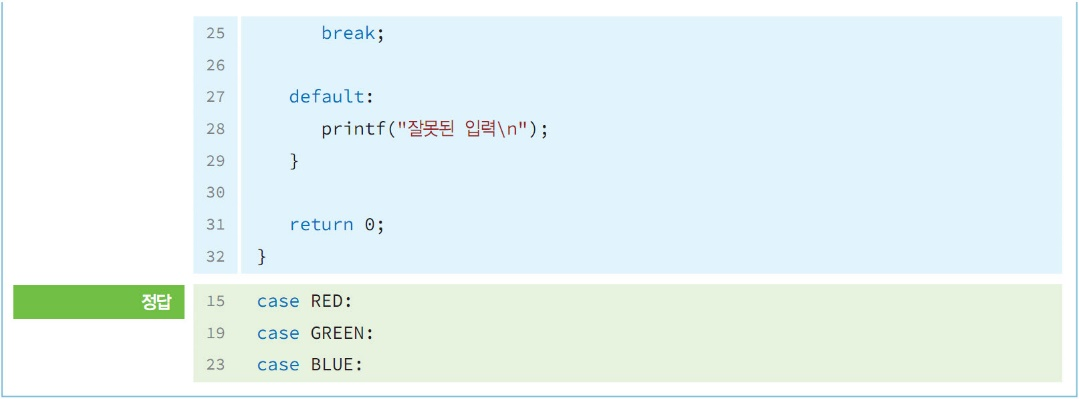 25 break;
26
27 default:
28 printf("잘못된 입력\n");
29 }
30
31 return 0;
32 }
정답 15 case RED:
19 case GREEN:
23 case BLUE: